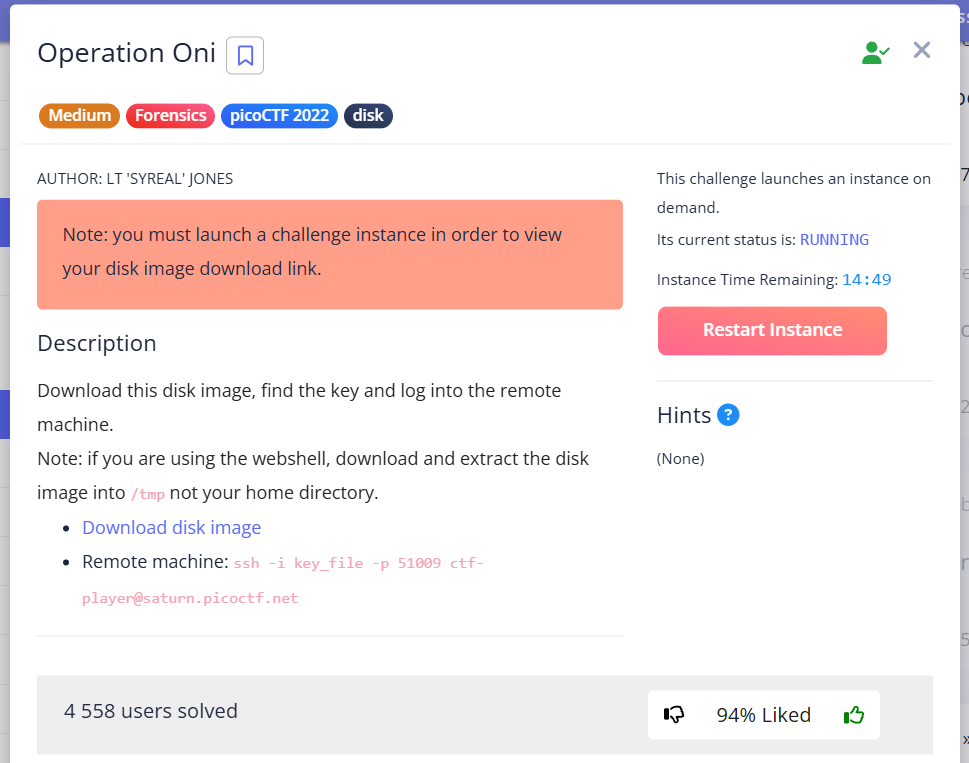 Operation Oni
Medium Forensics picoCTF 2022 disk
AUTHOR: LT 'SYREAL' JONES
Note: you must launch a challenge instance in order to view
your disk image download link.
Description
Download this disk image, find the key and log into the remote
machine.
Note: if you are using the webshell, download and extract the disk
image into /tmp not your home directory.
Download disk image
Remote machine: ssh -i key_file -p 51009 ctf-
player@saturn.picoctf.net
This challenge launches an instance on
demand.
Its current status is: RUNNING
Instance Time Remaining: 14:49
Restart Instance
Hints ?
(None)
4 558 users solved
94% Liked